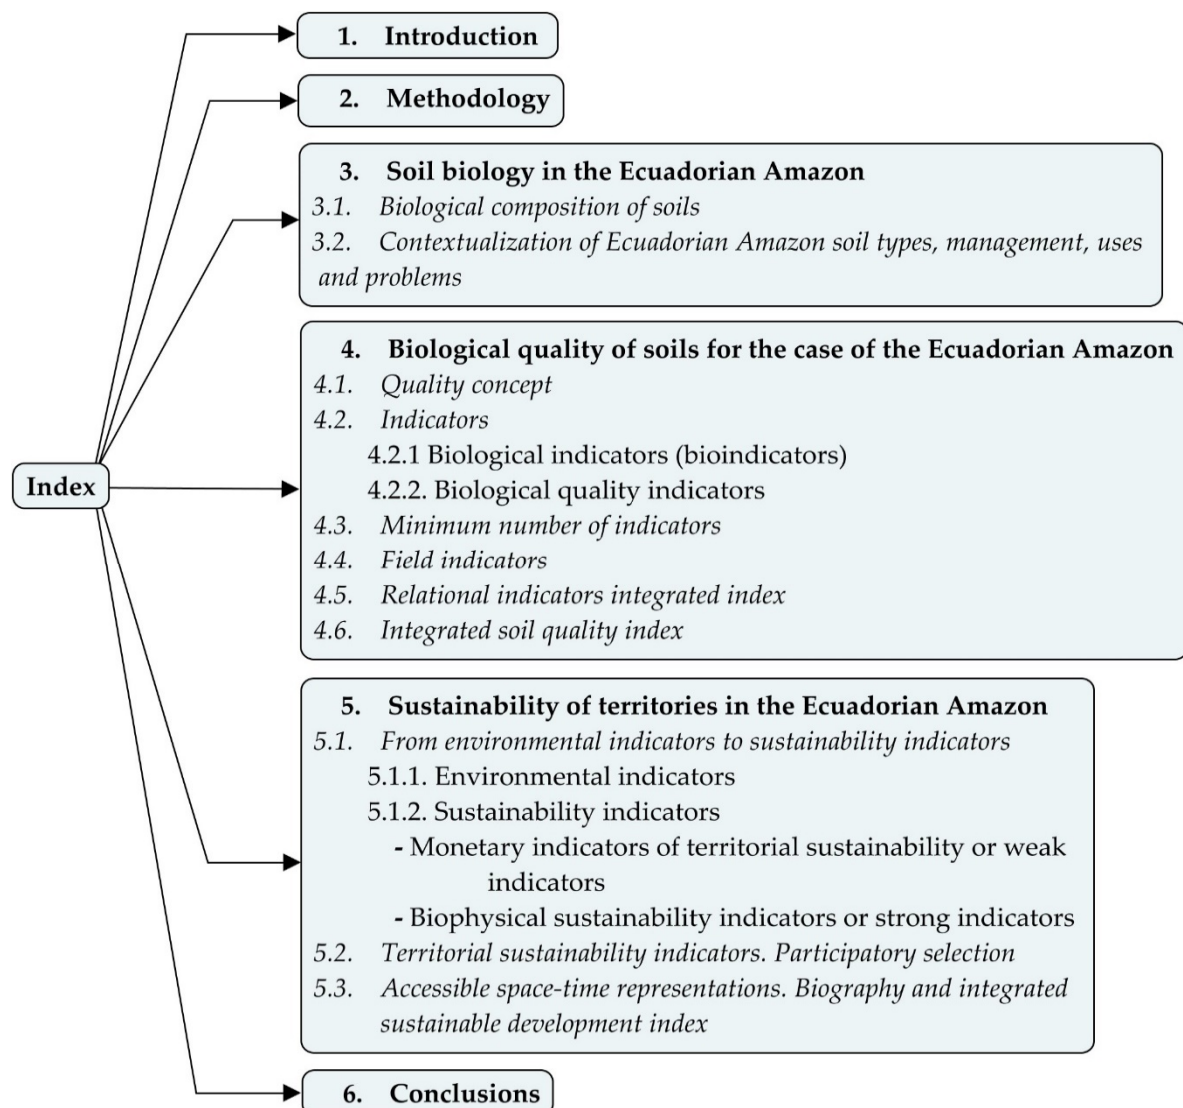 1. Introduction
2. Methodology
3. Soil biology in the Ecuadorian Amazon
3.1. Biological composition of soils
3.2. Contextualization of Ecuadorian Amazon soil types, management, uses
and problems
4. Biological quality of soils for the case of the Ecuadorian Amazon
4.1. Quality concept
4.2. Indicators
4.2.1 Biological indicators (bioindicators)
4.2.2. Biological quality indicators
4.3. Minimum number of indicators
4.4. Field indicators
4.5. Relational indicators integrated index
4.6. Integrated soil quality index
Index
5. Sustainability of territories in the Ecuadorian Amazon
5.1. From environmental indicators to sustainability indicators
5.1.1. Environmental indicators
5.1.2. Sustainability indicators
- Monetary indicators of territorial sustainability or weak
indicators
- Biophysical sustainability indicators or strong indicators
5.2. Territorial sustainability indicators. Participatory selection
5.3. Accessible space-time representations. Biography and integrated
sustainable development index
6. Conclusions